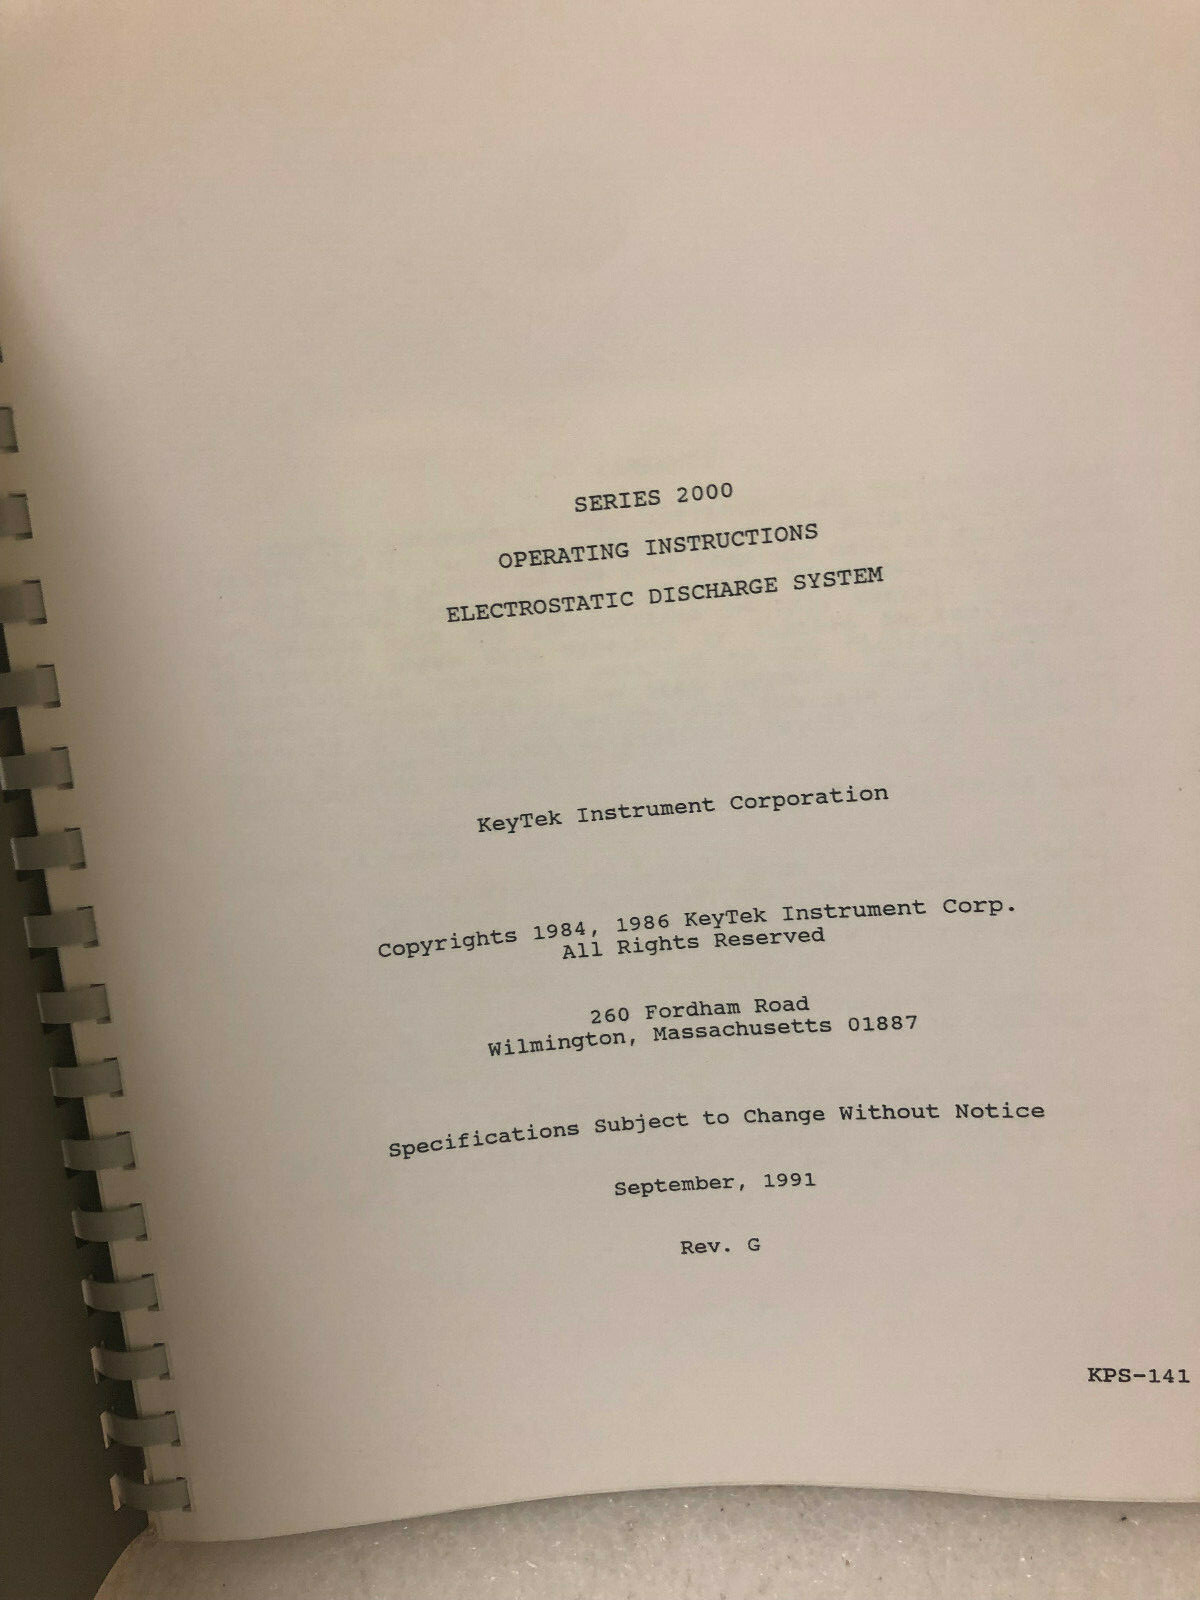 SERIES 2000
OPERATING INSTRUCTIONS
ELECTROSTATIC DISCHARGE SYSTEM
KeyTek Instrument Corporation
Copyrights 1984, 1986 KeyTek Instrument Corp.
All Rights Reserved
260 Fordham Road
Wilmington, Massachusetts 01887
Specifications Subject to Change Without Notice
September, 1991
Rev. G
KPS-141